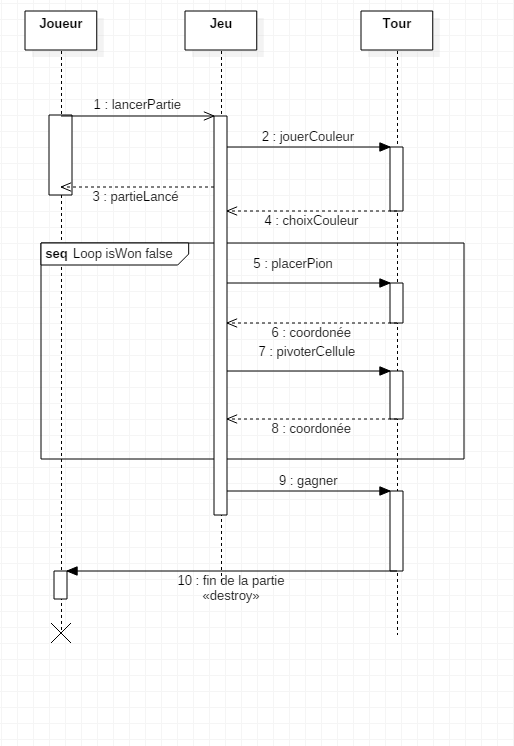 Joueur
Jeu
Tour
1 : lancerPartie
2 : jouerCouleur
3 : partieLancé
4 : choixCouleur
seq Loop isWon false
5 : placerPion
6 : coordonée
7 : pivoterCellule
8 : coordonée
9 : gagner
10 : fin de la partie
«destroy»